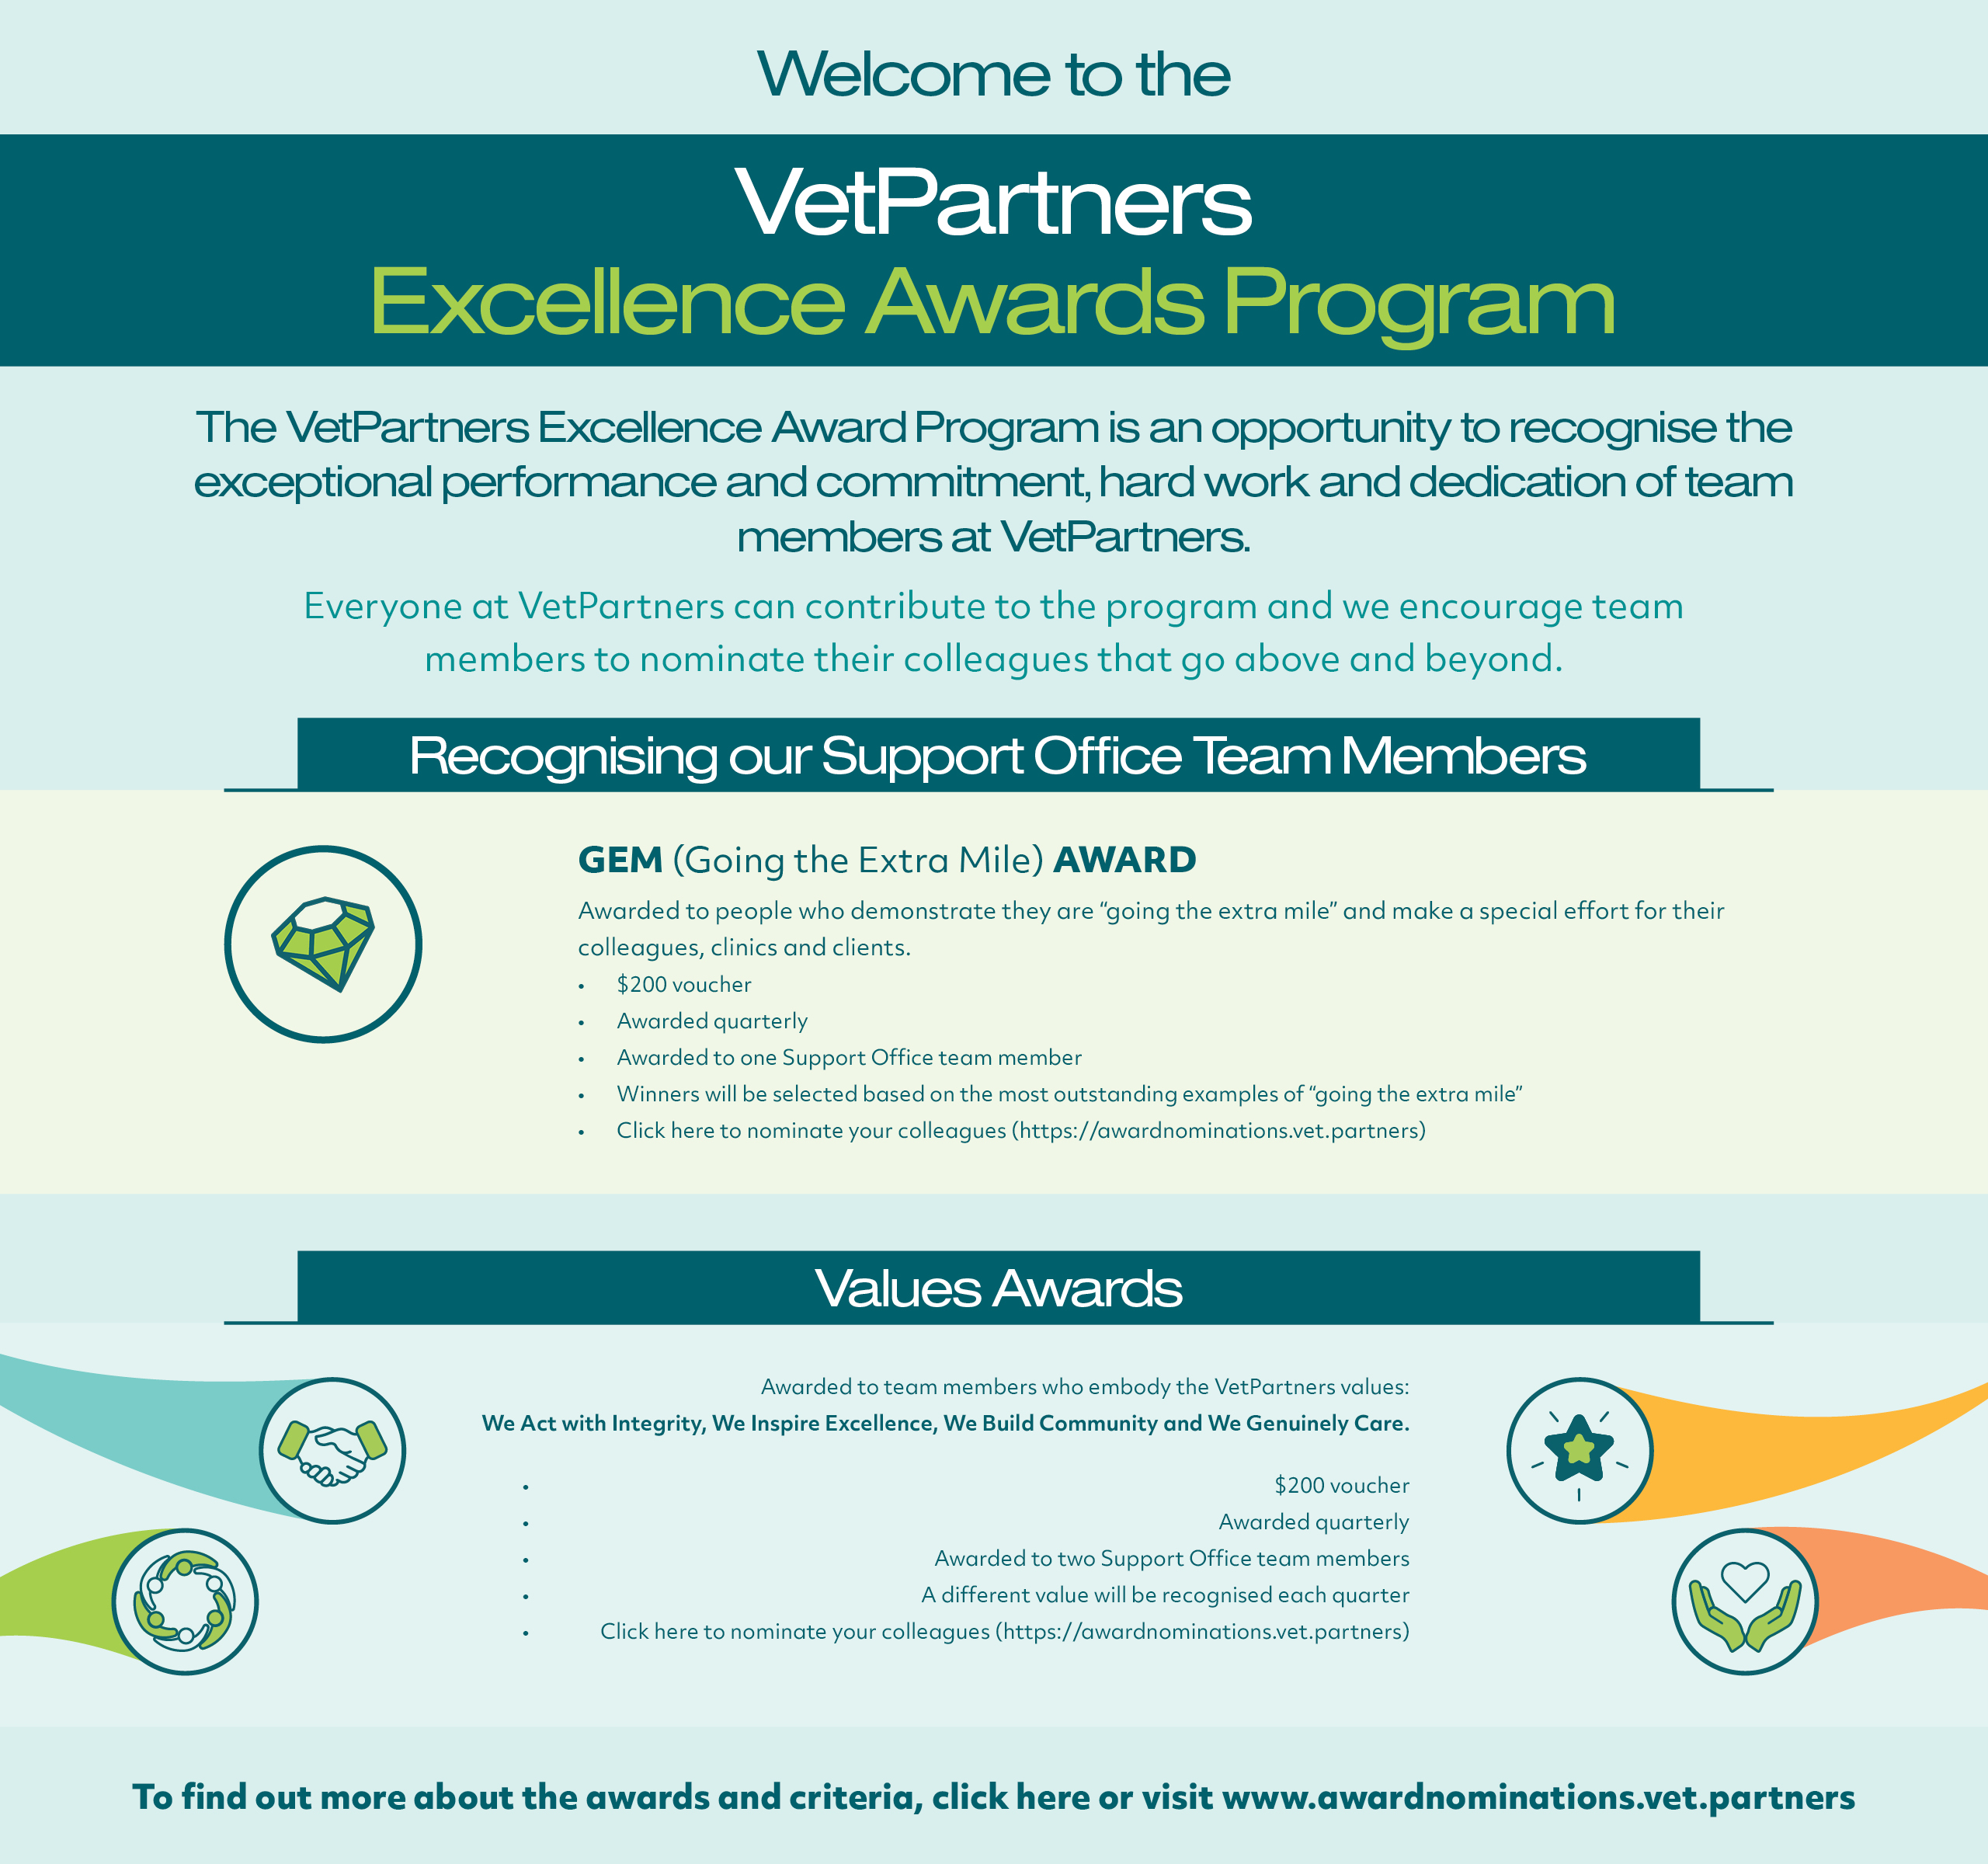 Welcome to the
VetPartners
Excellence Awards Program
The VetPartners Excellence Award Program is an opportunity to recognise the
exceptional performance and commitment, hard work and dedication of team
members at VetPartners.
Everyone at VetPartners can contribute to the program and we encourage team
members to nominate their colleagues that go above and beyond.
Recognising our Support Office Team Members
GEM (Going the Extra Mile) AWARD
Awarded to people who demonstrate they are “going the extra mile” and make a special effort for their
colleagues, clinics and clients.
• $200 voucher
• Awarded quarterly
• Awarded to one Support Office team member
• Winners will be selected based on the most outstanding examples of “going the extra mile”
• Click here to nominate your colleagues (https://awardnominations.vet.partners)
Values Awards
Awarded to team members who embody the VetPartners values:
We Act with Integrity, We Inspire Excellence, We Build Community and We Genuinely Care.
• $200 voucher
• Awarded quarterly
• Awarded to two Support Office team members
• A different value will be recognised each quarter
• Click here to nominate your colleagues (https://awardnominations.vet.partners)
To find out more about the awards and criteria, click here or visit www.awardnominations.vet.partners